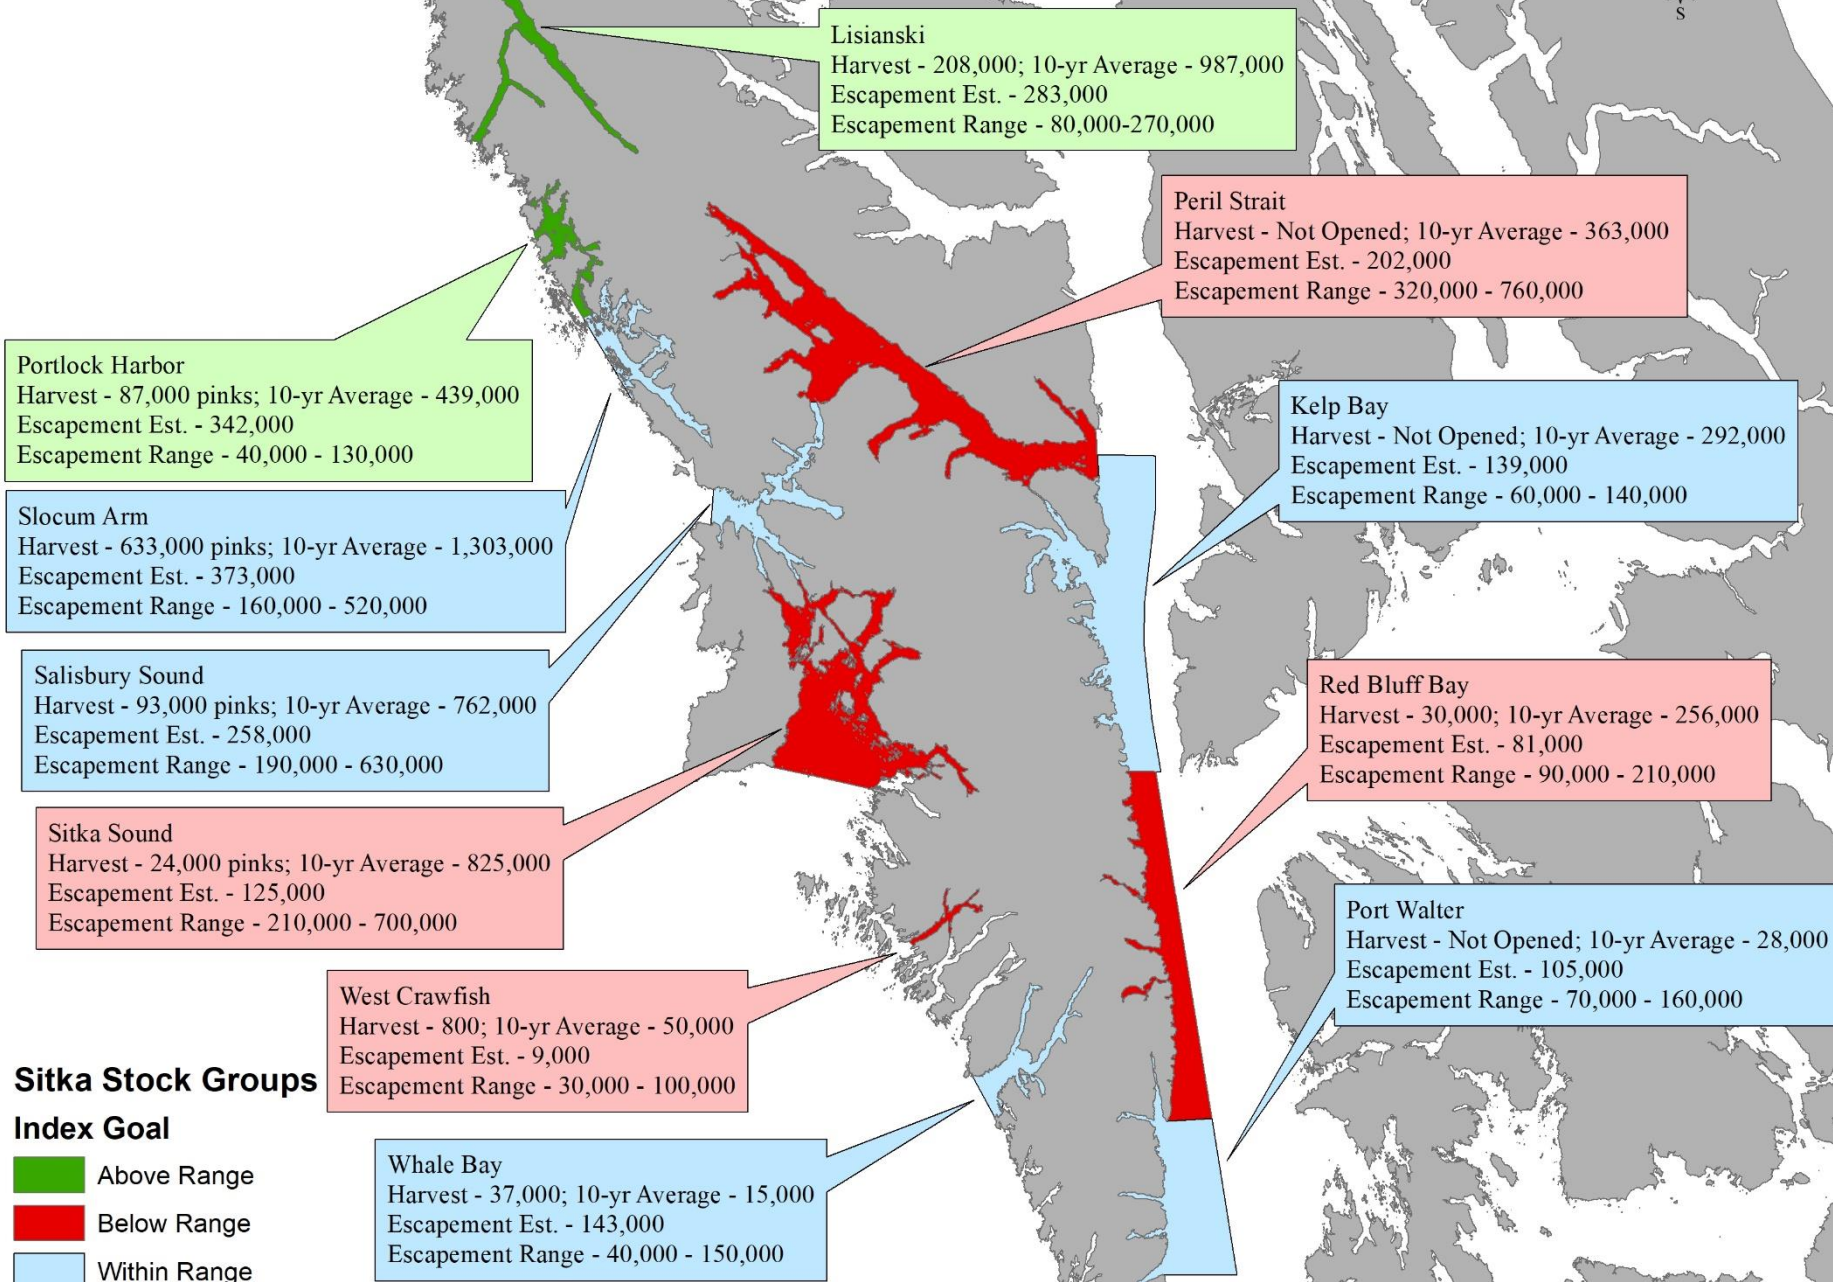 S
Lisianski
Harvest - 208,000; 10-yr Average - 987,000
Escapement Est. - 283,000
Escapement Range - 80,000-270,000
Peril Strait
Harvest - Not Opened; 10-yr Average - 363,000
Escapement Est. - 202,000
Escapement Range - 320,000 - 760,000
Portlock Harbor
Harvest - 87,000 pinks; 10-yr Average - 439,000
Escapement Est. - 342,000
Escapement Range - 40,000 - 130,000
Kelp Bay
Harvest - Not Opened; 10-yr Average - 292,000
Escapement Est. - 139,000
Escapement Range - 60,000 - 140,000
Slocum Arm
Harvest - 633,000 pinks; 10-yr Average - 1,303,000
Escapement Est. - 373,000
Escapement Range - 160,000 - 520,000
Salisbury Sound
Harvest - 93,000 pinks; 10-yr Average - 762,000
Escapement Est. - 258,000
Escapement Range - 190,000 - 630,000
Red Bluff Bay
Harvest - 30,000; 10-yr Average - 256,000
Escapement Est. - 81,000
Escapement Range - 90,000 - 210,000
Sitka Sound
Harvest - 24,000 pinks; 10-yr Average - 825,000
Escapement Est. - 125,000
Escapement Range - 210,000 - 700,000
Port Walter
Harvest - Not Opened; 10-yr Average - 28,000
Escapement Est. - 105,000
Escapement Range - 70,000 - 160,000
West Crawfish
Harvest - 800; 10-yr Average - 50,000
Escapement Est. - 9,000
Escapement Range - 30,000 - 100,000
Whale Bay
Harvest - 37,000; 10-yr Average - 15,000
Escapement Est. - 143,000
Escapement Range - 40,000 - 150,000
Sitka Stock Groups
Index Goal
Above Range
Below Range
Within Range